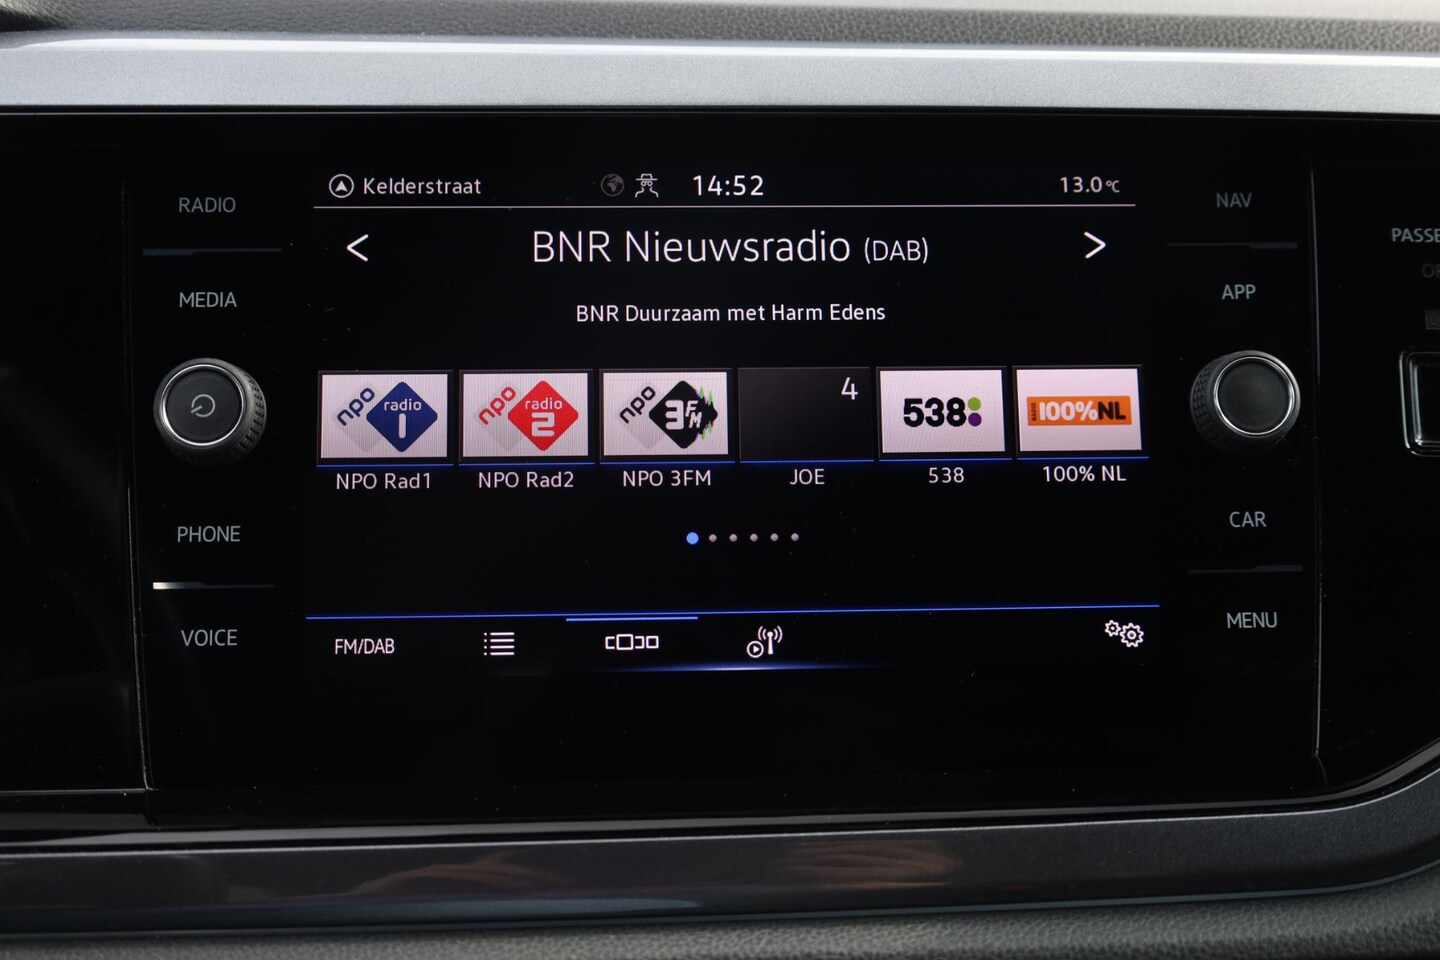 Kelderstraat 14:52 13.0°C
RADIO
NAV
PASSE
BNR Nieuwsradio (DAB)
MEDIA
APP
BNR Duurzaam met Harm Edens
npo radio 1
npo radio 2
npo 3FM
4
538
RADIO 100%NL
NPO Rad1 NPO Rad2 NPO 3FM JOE 538 100% NL
PHONE
CAR
VOICE
FM/DAB
MENU